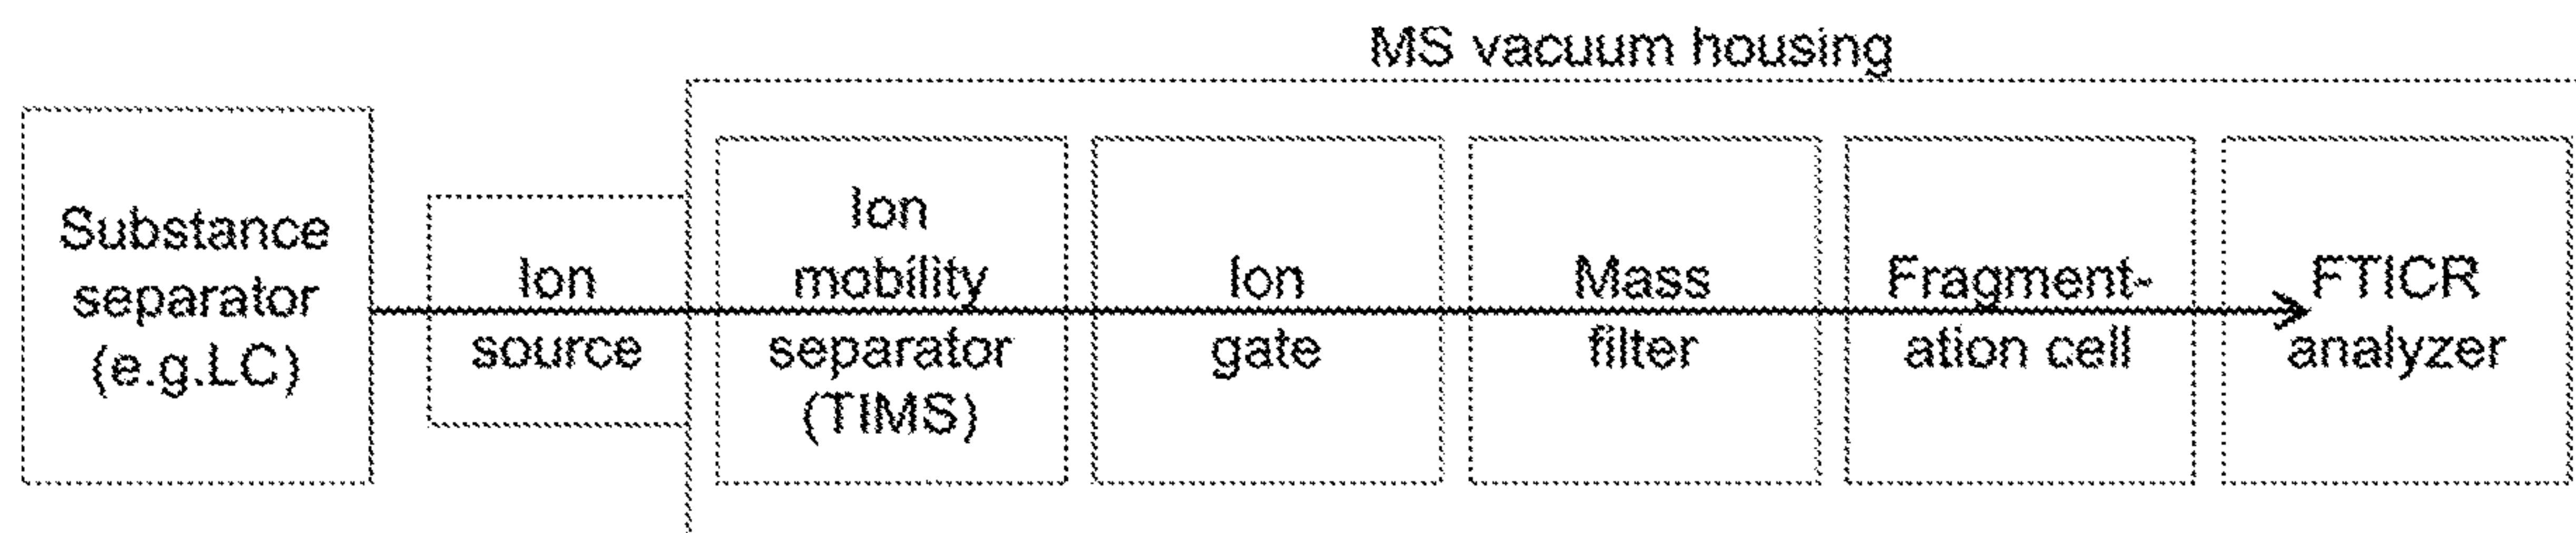 MS vacuum housing
Substance
separator
(e.g.LC)
Ion
source
Ion
mobility
separator
(TIMS)
Ion
gate
Mass
filter
Fragment-
ation cell
FTICR
analyzer